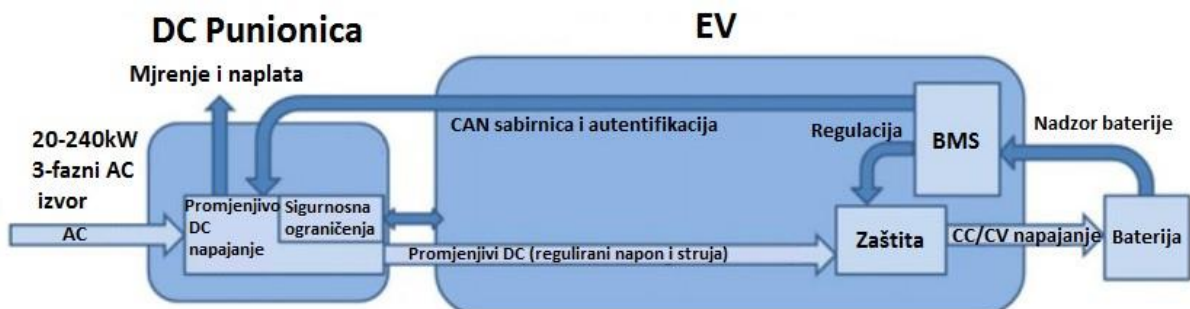 DC Punionica
EV
Mjrenje i naplata
20-240kW
3-fazni AC
izvor
AC
Promjenjivo
DC
napajanje
Sigurnosna
ograničenja
CAN sabirnica i autentifikacija
Regulacija
BMS
Nadzor baterije
Promjenjivi DC (regulirani napon i struja)
Zaštita
CC/CV napajanje
Baterija